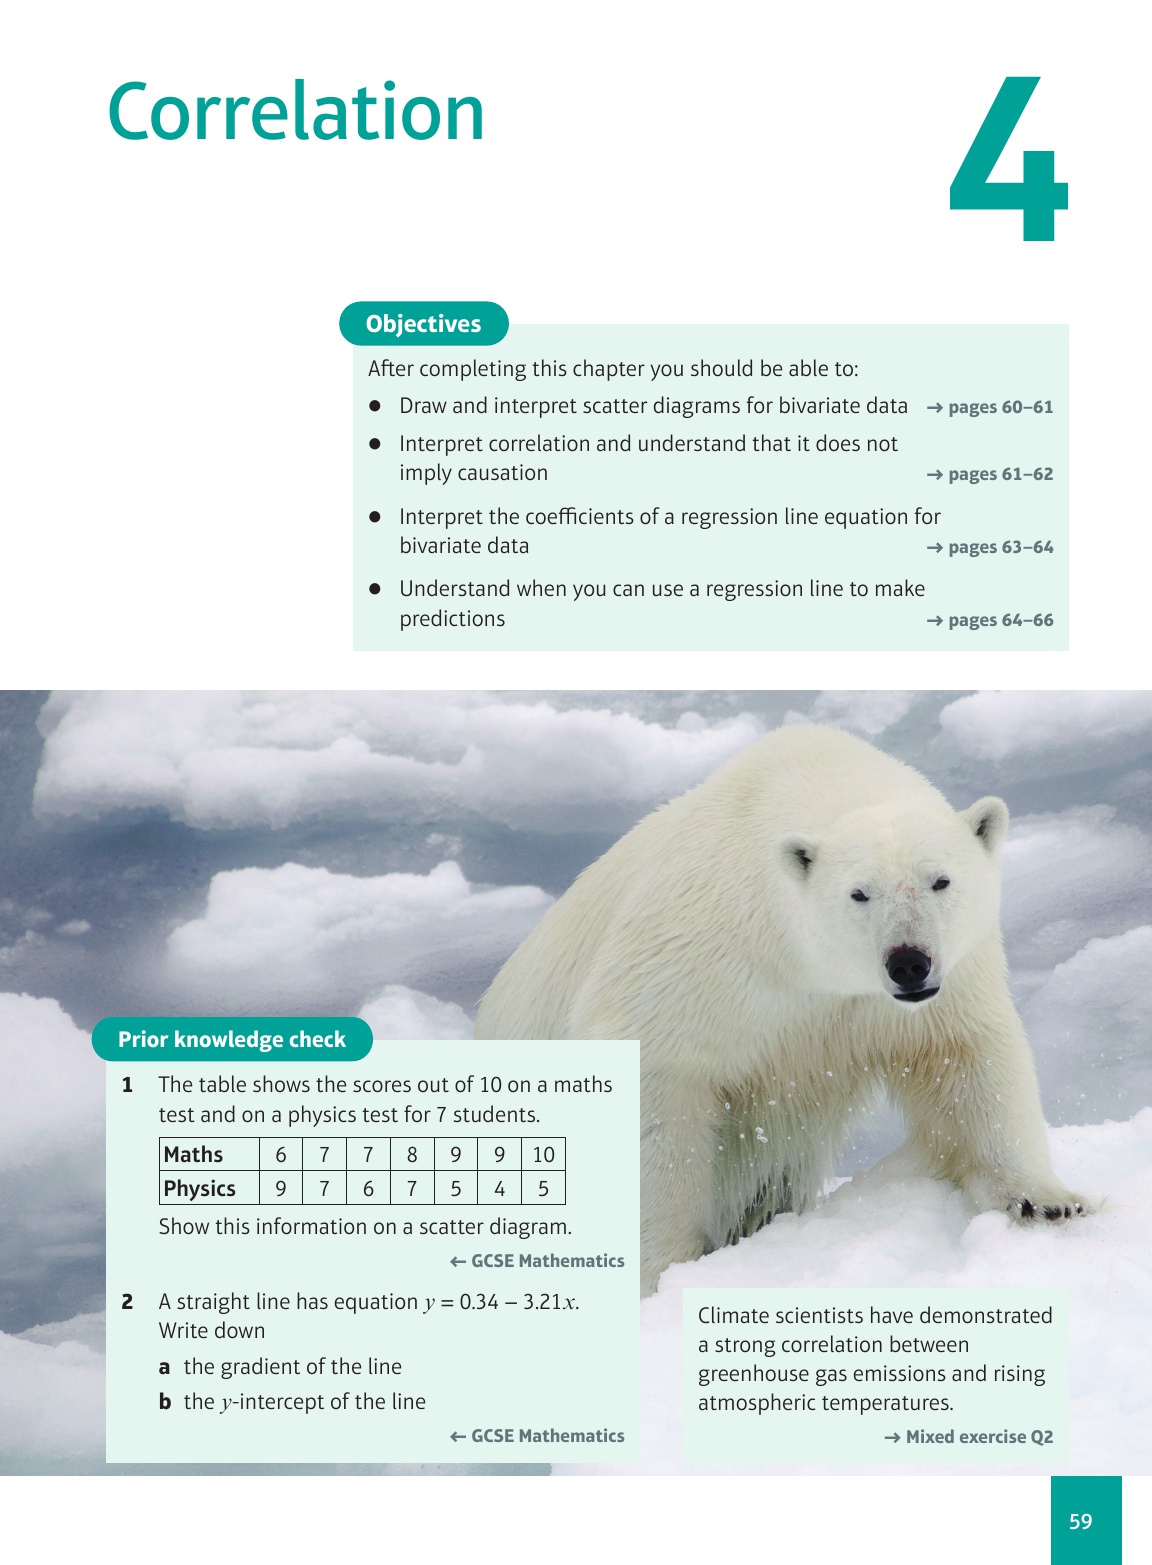 Correlation
4
Objectives
After completing this chapter you should be able to:
● Draw and interpret scatter diagrams for bivariate data → pages 60–61
● Interpret correlation and understand that it does not
imply causation → pages 61–62
● Interpret the coefficients of a regression line equation for
bivariate data → pages 63–64
● Understand when you can use a regression line to make
predictions → pages 64–66
Prior knowledge check
1 The table shows the scores out of 10 on a maths
test and on a physics test for 7 students.
Maths 6 7 7 8 9 9 10
Physics 9 7 6 7 5 4 5
Show this information on a scatter diagram.
← GCSE Mathematics
2 A straight line has equation y = 0.34 – 3.21x.
Write down
a the gradient of the line
b the y-intercept of the line
← GCSE Mathematics
Climate scientists have demonstrated
a strong correlation between
greenhouse gas emissions and rising
atmospheric temperatures.
→ Mixed exercise Q2
59